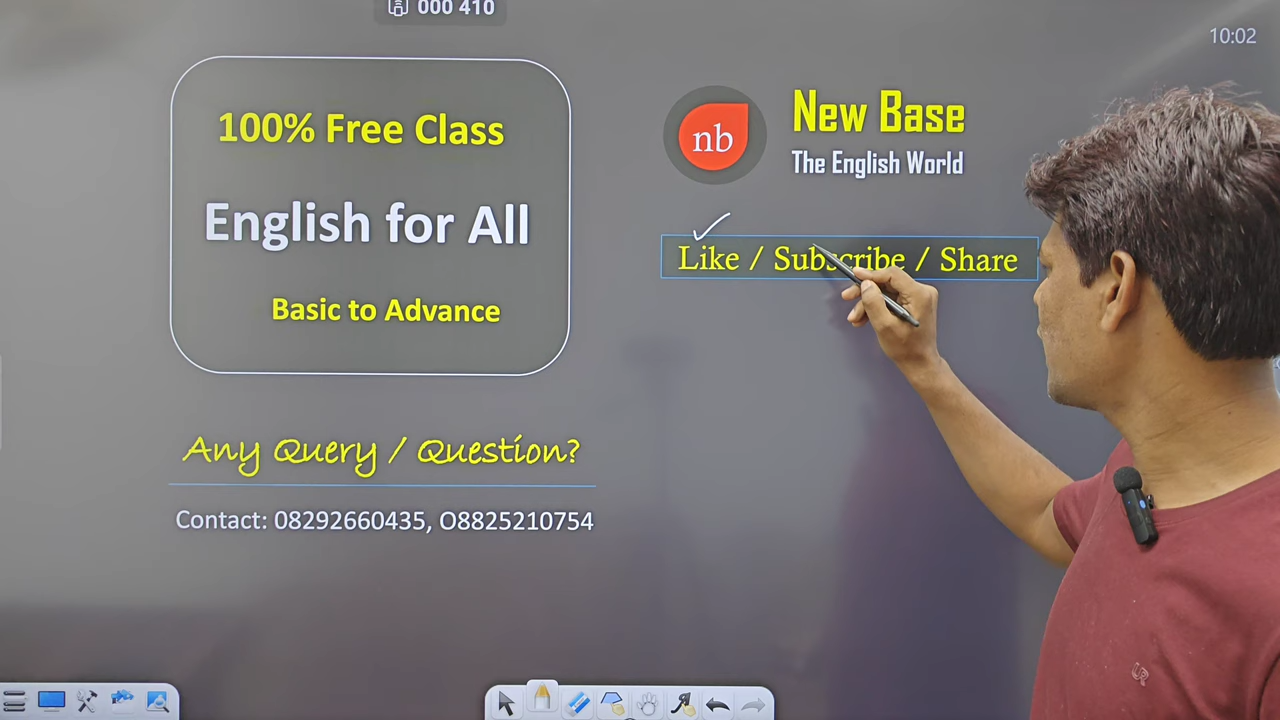 000 410
10:02
100% Free Class
English for All
Basic to Advance
nb
New Base
The English World
Like / Subscribe / Share
Any Query / Question?
Contact: 08292660435, O8825210754